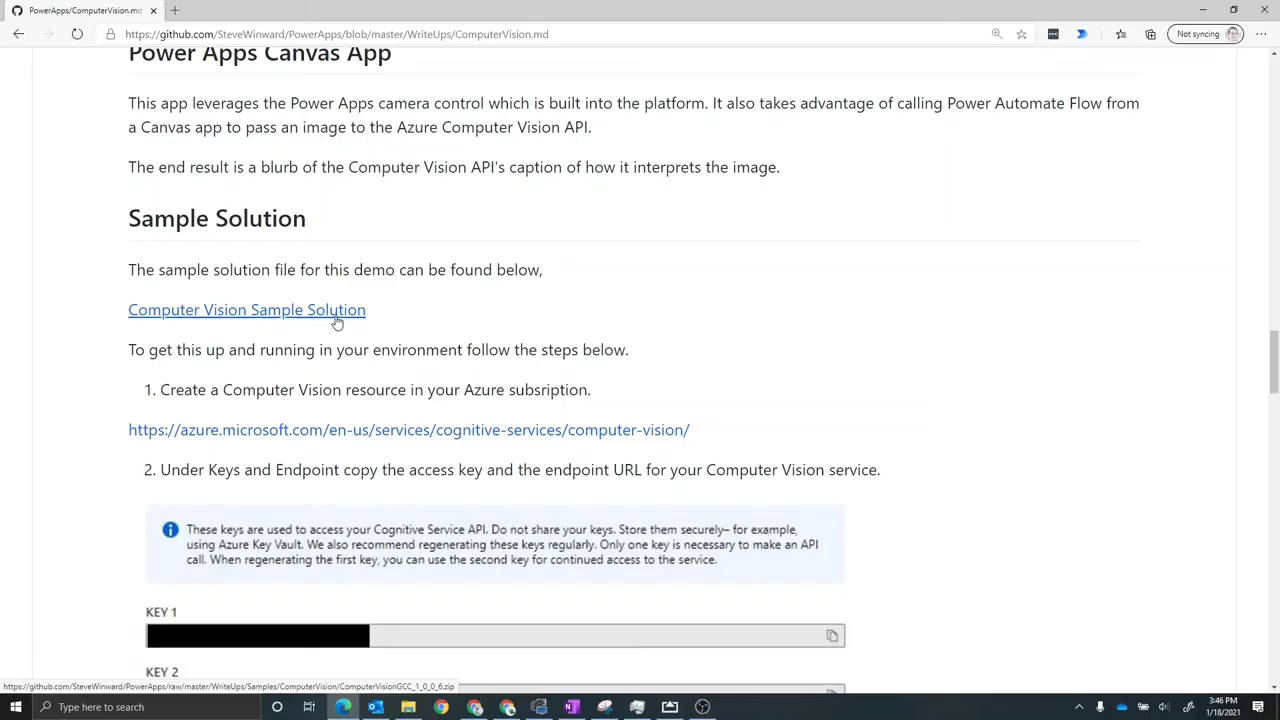 PowerApps/ComputerVision.md
https://github.com/SteveWinward/PowerApps/blob/master/WriteUps/ComputerVision.md
Not syncing
Power Apps Canvas App
This app leverages the Power Apps camera control which is built into the platform. It also takes advantage of calling Power Automate Flow from
a Canvas app to pass an image to the Azure Computer Vision API.
The end result is a blurb of the Computer Vision API's caption of how it interprets the image.
Sample Solution
The sample solution file for this demo can be found below,
Computer Vision Sample Solution
To get this up and running in your environment follow the steps below.
1. Create a Computer Vision resource in your Azure subsription.
https://azure.microsoft.com/en-us/services/cognitive-services/computer-vision/
2. Under Keys and Endpoint copy the access key and the endpoint URL for your Computer Vision service.
These keys are used to access your Cognitive Service API. Do not share your keys. Store them securely– for example,
using Azure Key Vault. We also recommend regenerating these keys regularly. Only one key is necessary to make an API
call. When regenerating the first key, you can use the second key for continued access to the service.
KEY 1
KEY 2
https://github.com/SteveWinward/PowerApps/raw/master/WriteUps/Samples/ComputerVision/ComputerVisionGCC_1_0_0_6.zip
Type here to search
3:46 PM
1/18/2021